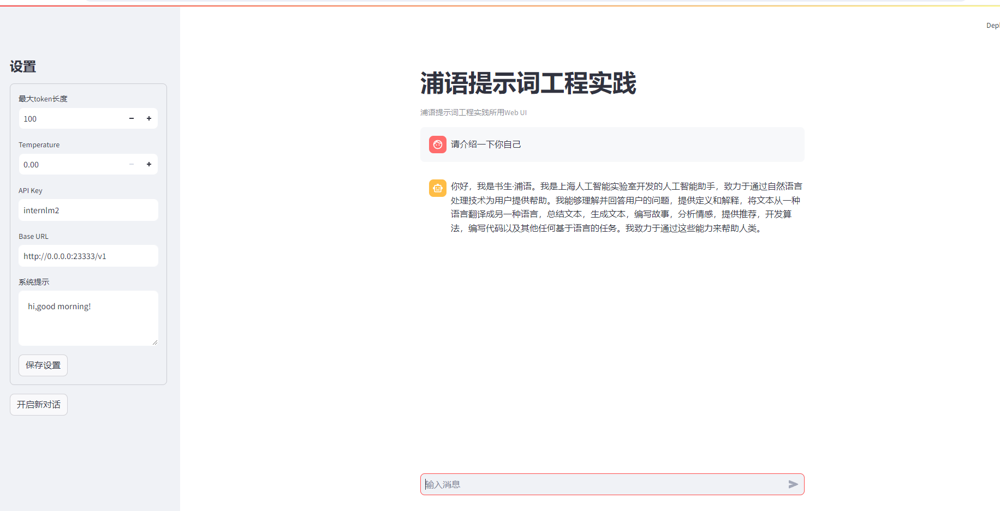 设置
最大token长度
100
Temperature
0.00
API Key
internlm2
Base URL
http://0.0.0.0:23333/v1
系统提示
hi,good morning!
保存设置
开启新对话
浦语提示词工程实践
浦语提示词工程实践所用Web UI
请介绍一下你自己
你好，我是书生·浦语。我是上海人工智能实验室开发的人工智能助手，致力于通过自然语言
处理技术为用户提供帮助。我能够理解并回答用户的问题，提供定义和解释，将文本从一种
语言翻译成另一种语言，总结文本，生成文本，编写故事，分析情感，提供推荐，开发算
法，编写代码以及其他任何基于语言的任务。我致力于通过这些能力来帮助人类。
输入消息